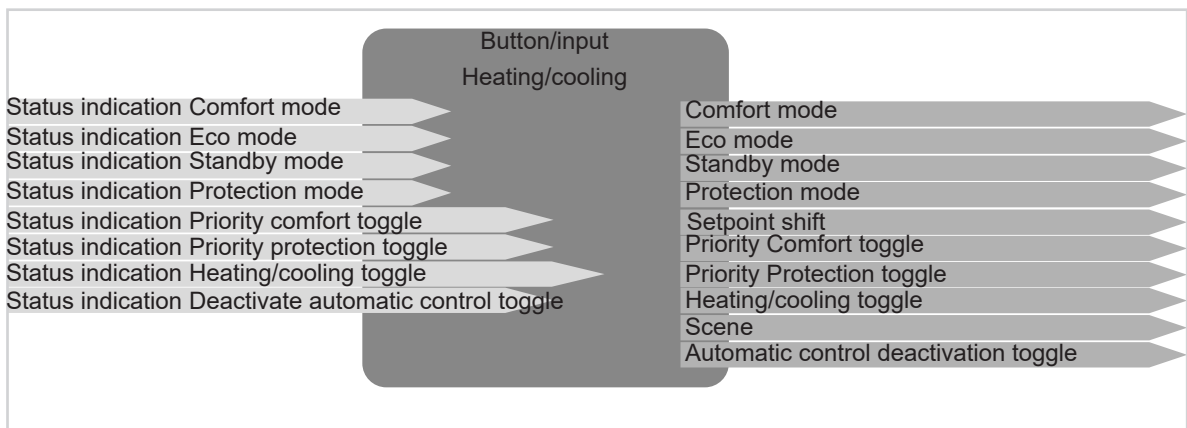 Button/input
Heating/cooling
Status indication Comfort mode
Status indication Eco mode
Status indication Standby mode
Status indication Protection mode
Status indication Priority comfort toggle
Status indication Priority protection toggle
Status indication Heating/cooling toggle
Status indication Deactivate automatic control toggle
Comfort mode
Eco mode
Standby mode
Protection mode
Setpoint shift
Priority Comfort toggle
Priority Protection toggle
Heating/cooling toggle
Scene
Automatic control deactivation toggle